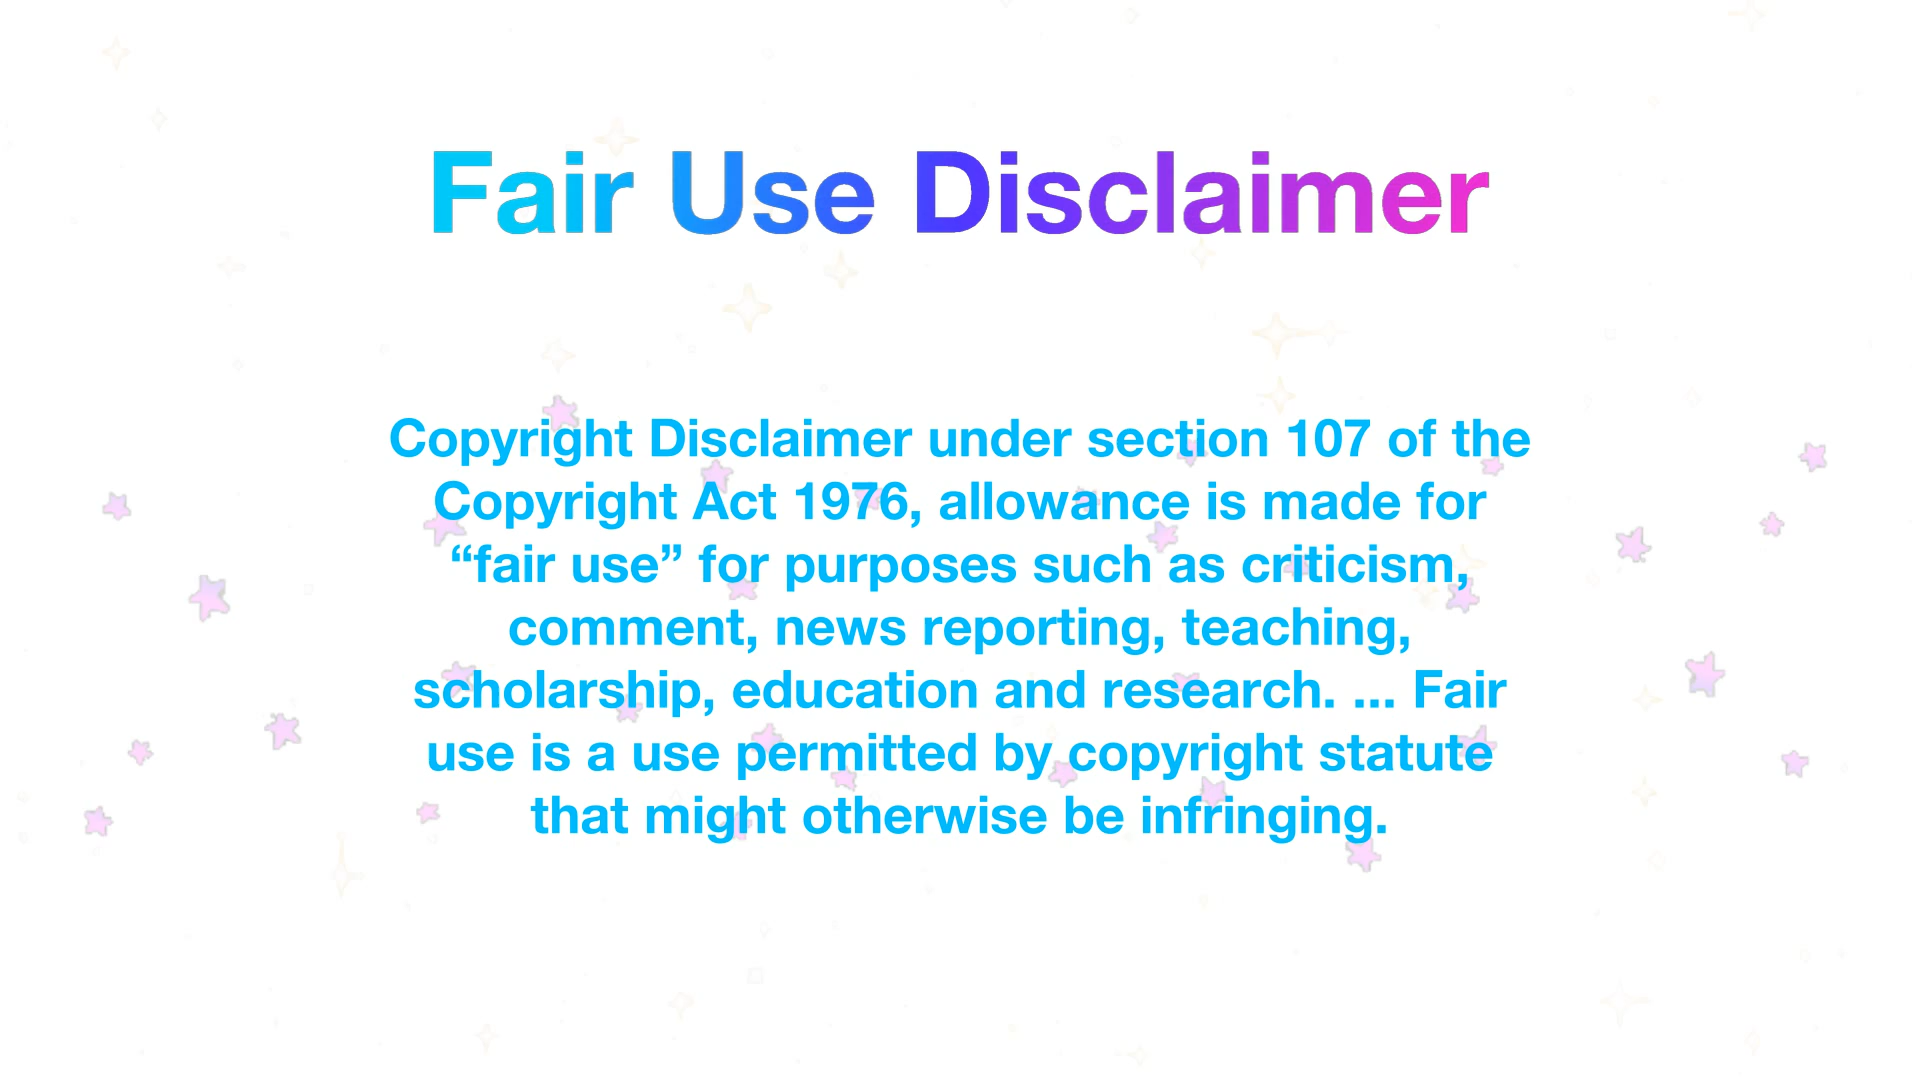 Fair Use Disclaimer
Copyright Disclaimer under section 107 of the
Copyright Act 1976, allowance is made for
“fair use” for purposes such as criticism,
comment, news reporting, teaching,
scholarship, education and research. ... Fair
use is a use permitted by copyright statute
that might otherwise be infringing.